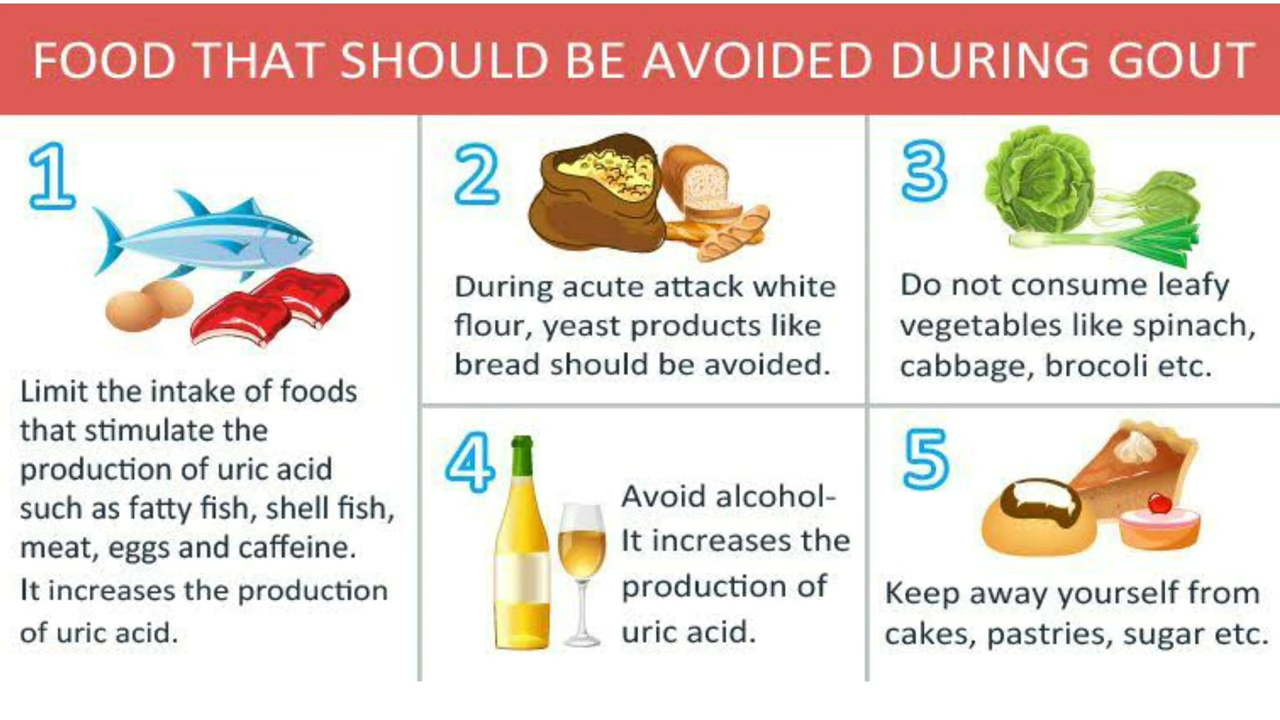 FOOD THAT SHOULD BE AVOIDED DURING GOUT
1
Limit the intake of foods
that stimulate the
production of uric acid
such as fatty fish, shell fish,
meat, eggs and caffeine.
It increases the production
of uric acid.
2
During acute attack white
flour, yeast products like
bread should be avoided.
3
Do not consume leafy
vegetables like spinach,
cabbage, brocoli etc.
4
Avoid alcohol-
It increases the
production of
uric acid.
5
Keep away yourself from
cakes, pastries, sugar etc.